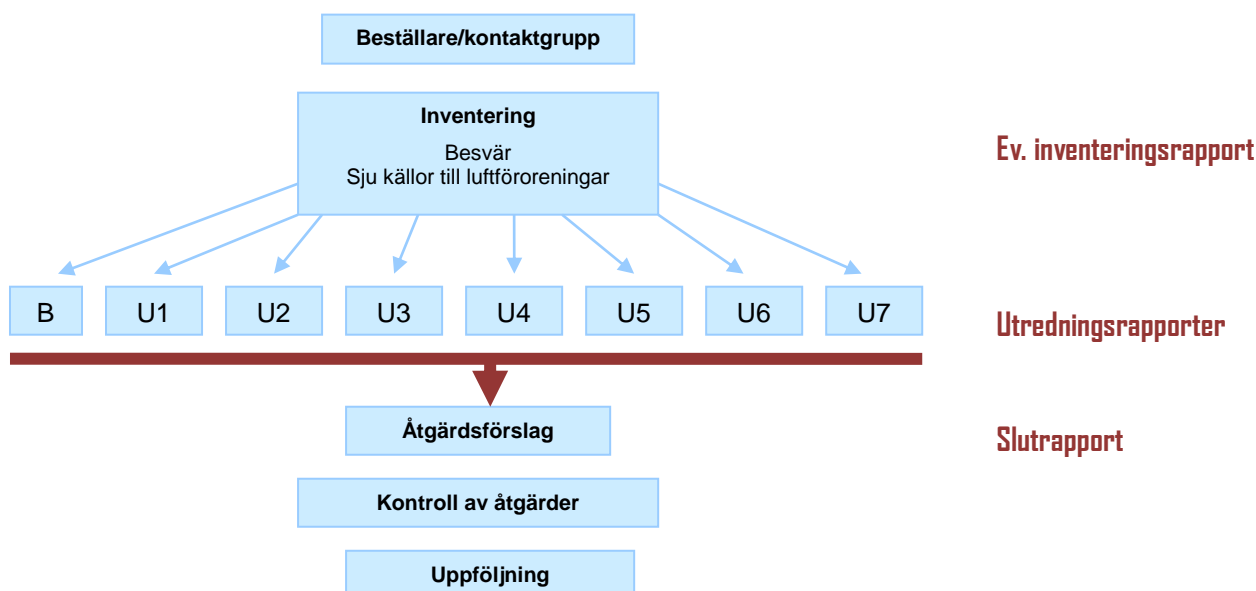 Beställare/kontaktgrupp
Inventering
Besvär
Sju källor till luftföroreningar
Ev. inventeringsrapport
B U1 U2 U3 U4 U5 U6 U7
Utredningsrapporter
Åtgärdsförslag
Slutrapport
Kontroll av åtgärder
Uppföljning